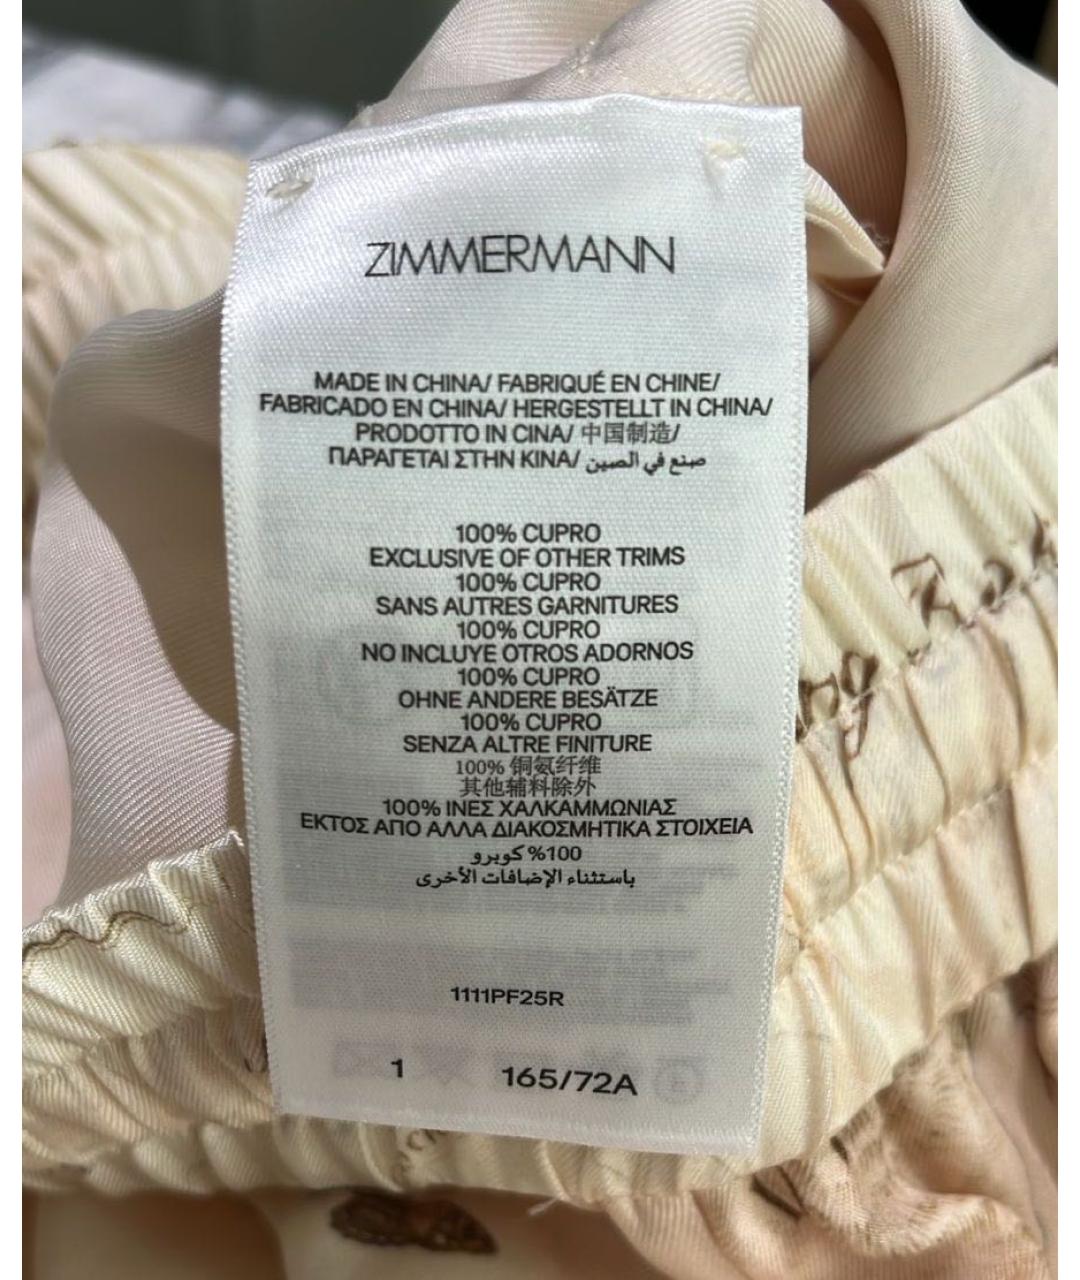 ZIMMERMANN
MADE IN CHINA/ FABRIQUÉ EN CHINE/
FABRICADO EN CHINA/ HERGESTELLT IN CHINA/
PRODOTTO IN CINA/ 中国制造/
ΠΑΡΑΓΕΤΑΙ ΣΤΗΝ ΚΙΝΑ/ صنع في الصين
100% CUPRO
EXCLUSIVE OF OTHER TRIMS
100% CUPRO
SANS AUTRES GARNITURES
100% CUPRO
NO INCLUYE OTROS ADORNOS
100% CUPRO
OHNE ANDERE BESÄTZE
100% CUPRO
SENZA ALTRE FINITURE
100% 铜氨纤维
其他辅料除外
100% ΙΝΕΣ ΧΑΛΚΑΜΜΩΝΙΑΣ
ΕΚΤΟΣ ΑΠΟ ΑΛΛΑ ΔΙΑΚΟΣΜΗΤΙΚΑ ΣΤΟΙΧΕΙΑ
100% كوبرو
باستثناء الإضافات الأخرى
1111PF25R
1 165/72A